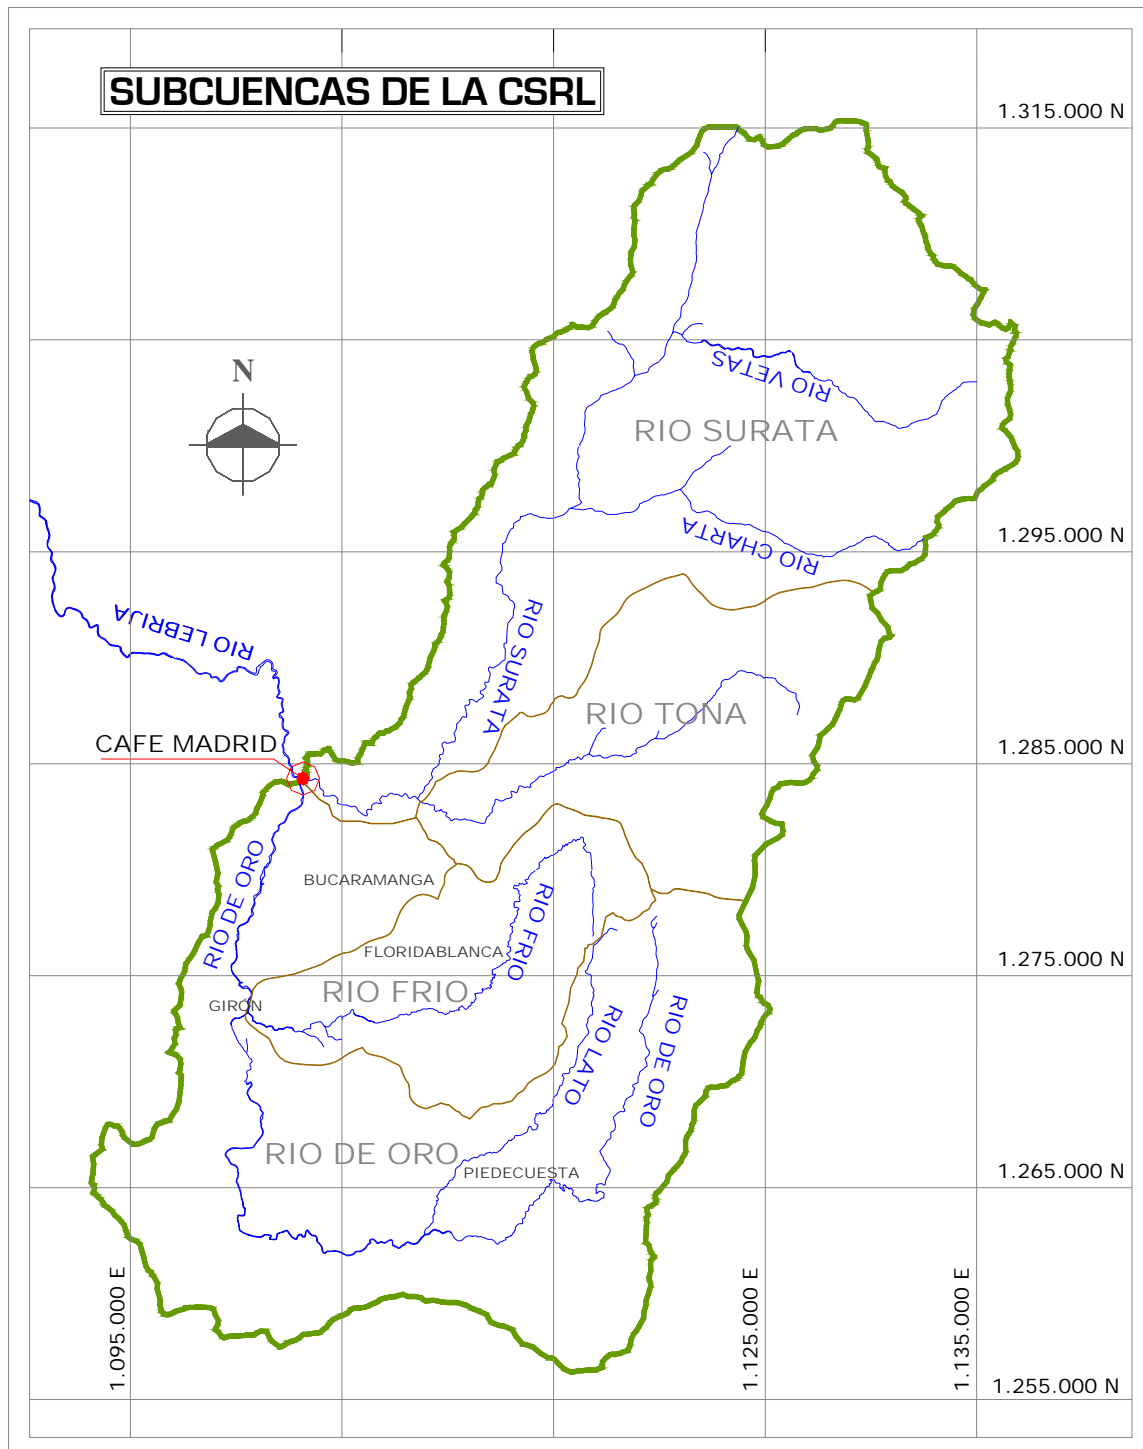 SUBCUENCAS DE LA CSRL
1.315.000 N
N
RIO VETAS
RIO SURATA
RIO CHARTA
1.295.000 N
RIO LEBRIJA
RIO SURATA
RIO TONA
CAFE MADRID
1.285.000 N
RIO DE ORO
BUCARAMANGA
RIO FRIO
FLORIDABLANCA
1.275.000 N
RIO FRIO
GIRON
RIO LATO
RIO DE ORO
RIO DE ORO
PIEDECUESTA
1.265.000 N
1.095.000 E
1.125.000 E
1.135.000 E
1.255.000 N